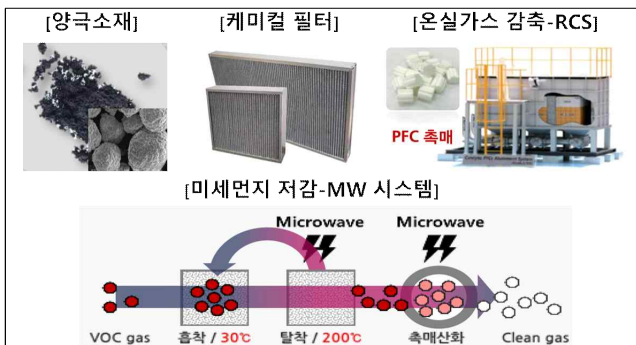 [양극소재]
[케미컬 필터]
[온실가스 감축-RCS]
PFC 촉매
[미세먼지 저감-MW 시스템]
Microwave
Microwave
VOC gas
흡착 / 30℃
탈착 / 200℃
촉매산화
Clean gas